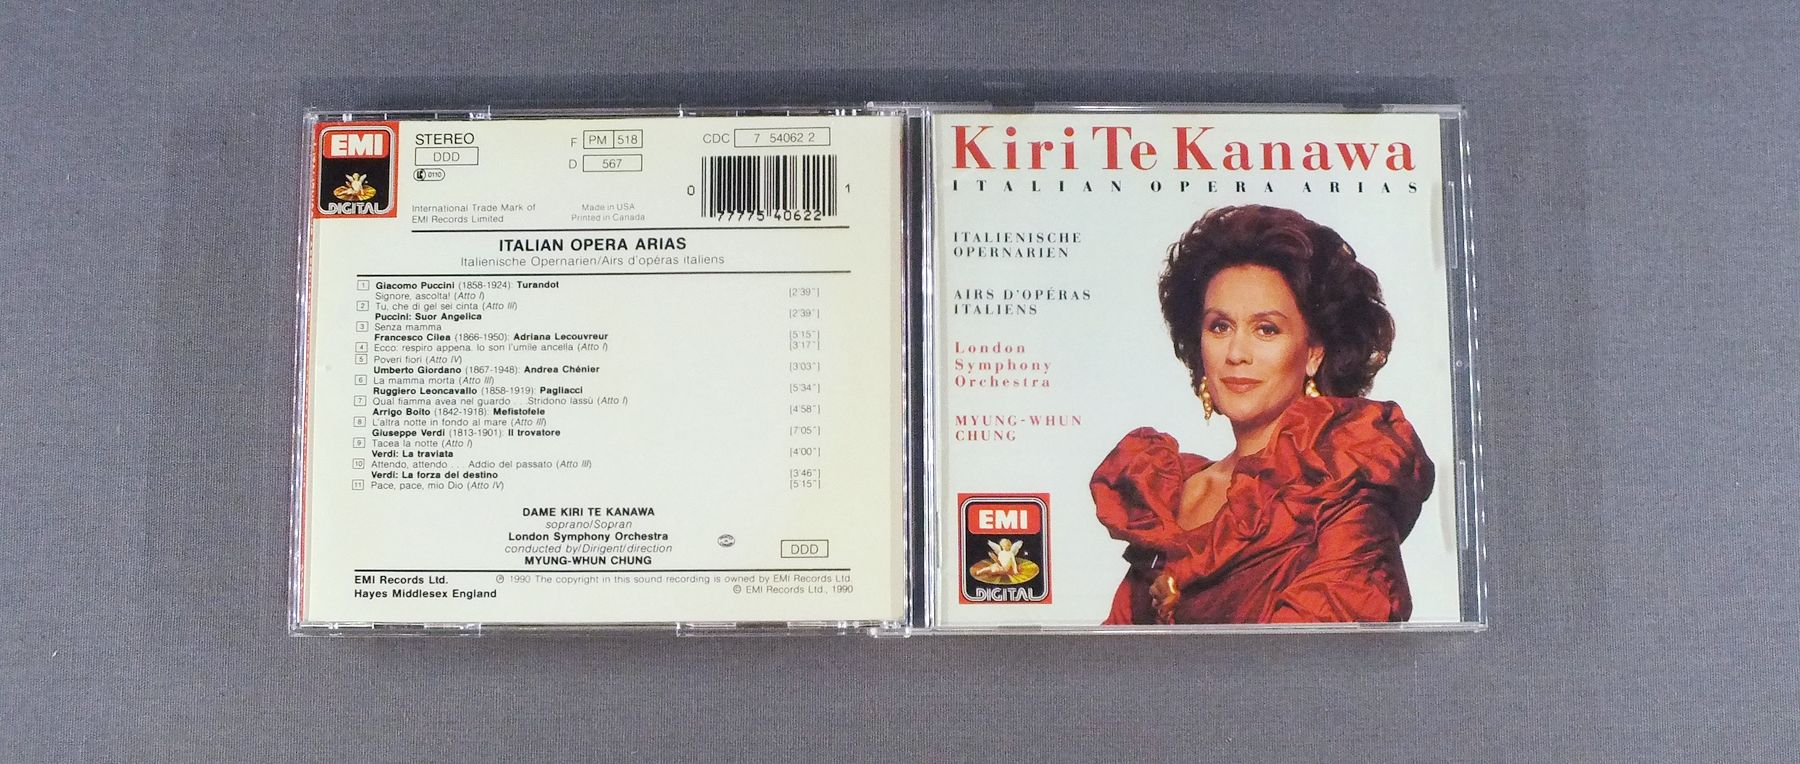 EMI
DIGITAL
STEREO
DDD
0110
F PM 518
D 567
CDC 7 54062 2
International Trade Mark of
EMI Records Limited
Made in USA
Printed in Canada
0 77775 40622 1
ITALIAN OPERA ARIAS
Italienische Opernarien/Airs d'opéras italiens
1 Giacomo Puccini (1858-1924): Turandot
Signore, ascolta! (Atto I) [2'39"]
2 Tu, che di gel sei cinta (Atto III) [2'39"]
Puccini: Suor Angelica
3 Senza mamma [5'15"]
Francesco Cilea (1866-1950): Adriana Lecouvreur
4 Ecco: respiro appena. Io son l'umile ancella (Atto I) [3'17"]
5 Poveri fiori (Atto IV) [3'03"]
Umberto Giordano (1867-1948): Andrea Chénier
6 La mamma morta (Atto III) [5'34"]
Ruggiero Leoncavallo (1858-1919): Pagliacci
7 Qual fiamma avea nel guardo . . . Stridono lassù (Atto I) [4'58"]
Arrigo Boito (1842-1918): Mefistofele
8 L'altra notte in fondo al mare (Atto III) [7'05"]
Giuseppe Verdi (1813-1901): Il trovatore
9 Tacea la notte (Atto I) [4'00"]
Verdi: La traviata
10 Attendo, attendo . . . Addio del passato (Atto III) [3'46"]
Verdi: La forza del destino
11 Pace, pace, mio Dio (Atto IV) [5'15"]
DAME KIRI TE KANAWA
soprano/Sopran
London Symphony Orchestra
conducted by/Dirigent/direction
MYUNG-WHUN CHUNG
DDD
EMI Records Ltd.
Hayes Middlesex England
℗ 1990 The copyright in this sound recording is owned by EMI Records Ltd.
© EMI Records Ltd., 1990
Kiri Te Kanawa
ITALIAN OPERA ARIAS
ITALIENISCHE
OPERNARIEN
AIRS D'OPÉRAS
ITALIENS
London
Symphony
Orchestra
MYUNG-WHUN
CHUNG
EMI
DIGITAL